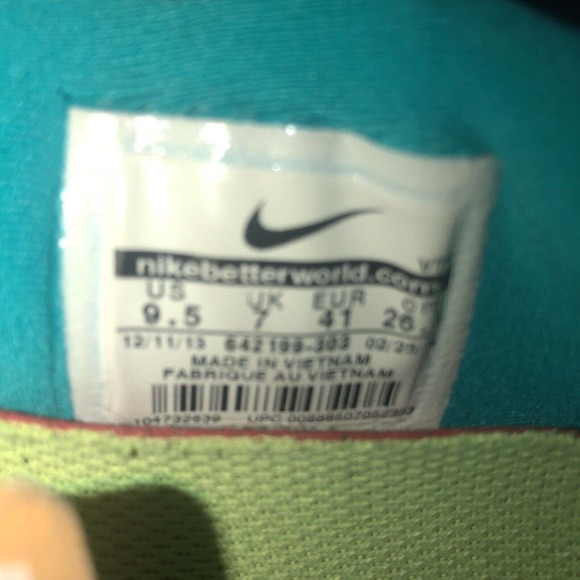 nikebetterworld.com
US UK EUR
9.5 7 41 26
12/11/13 642199-303
MADE IN VIETNAM
FABRIQUE AU VIETNAM
UPC